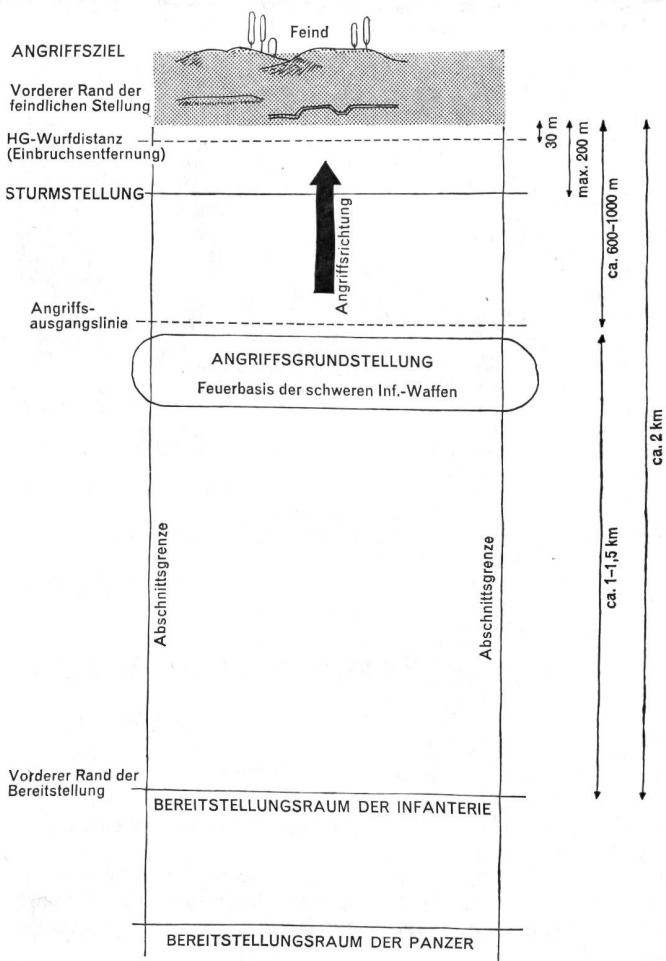 Feind
ANGRIFFSZIEL
Vorderer Rand der
feindlichen Stellung
HG-Wurfdistanz
(Einbruchsentfernung)
30 m
max. 200 m
STURMSTELLUNG
Angriffsrichtung
ca. 600–1000 m
Angriffs-
ausgangslinie
ANGRIFFSGRUNDSTELLUNG
Feuerbasis der schweren Inf.-Waffen
ca. 2 km
Abschnittsgrenze
Abschnittsgrenze
ca. 1–1,5 km
Vorderer Rand der
Bereitstellung
BEREITSTELLUNGSRAUM DER INFANTERIE
BEREITSTELLUNGSRAUM DER PANZER